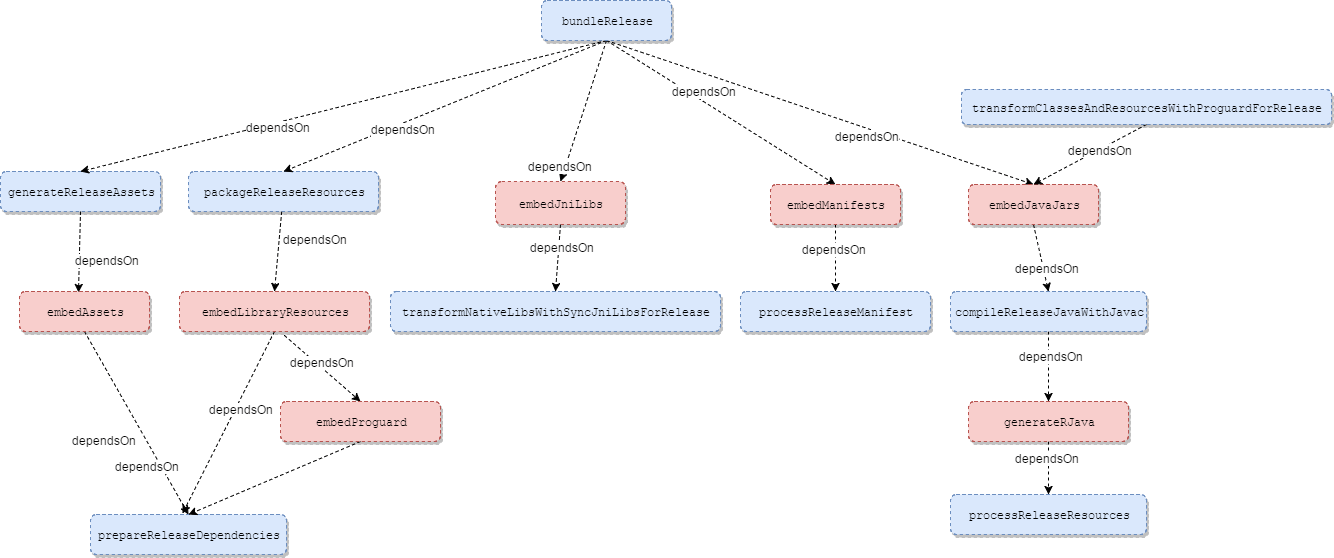 bundleRelease
dependsOn
transformClassesAndResourcesWithProguardForRelease
dependsOn
dependsOn
dependsOn
dependsOn
dependsOn
generateReleaseAssets
packageReleaseResources
embedJniLibs
embedManifests
embedJavaJars
dependsOn
dependsOn
dependsOn
dependsOn
dependsOn
embedAssets
embedLibraryResources
transformNativeLibsWithSyncJniLibsForRelease
processReleaseManifest
compileReleaseJavaWithJavac
dependsOn
dependsOn
dependsOn
embedProguard
generateRJava
dependsOn
dependsOn
dependsOn
processReleaseResources
prepareReleaseDependencies